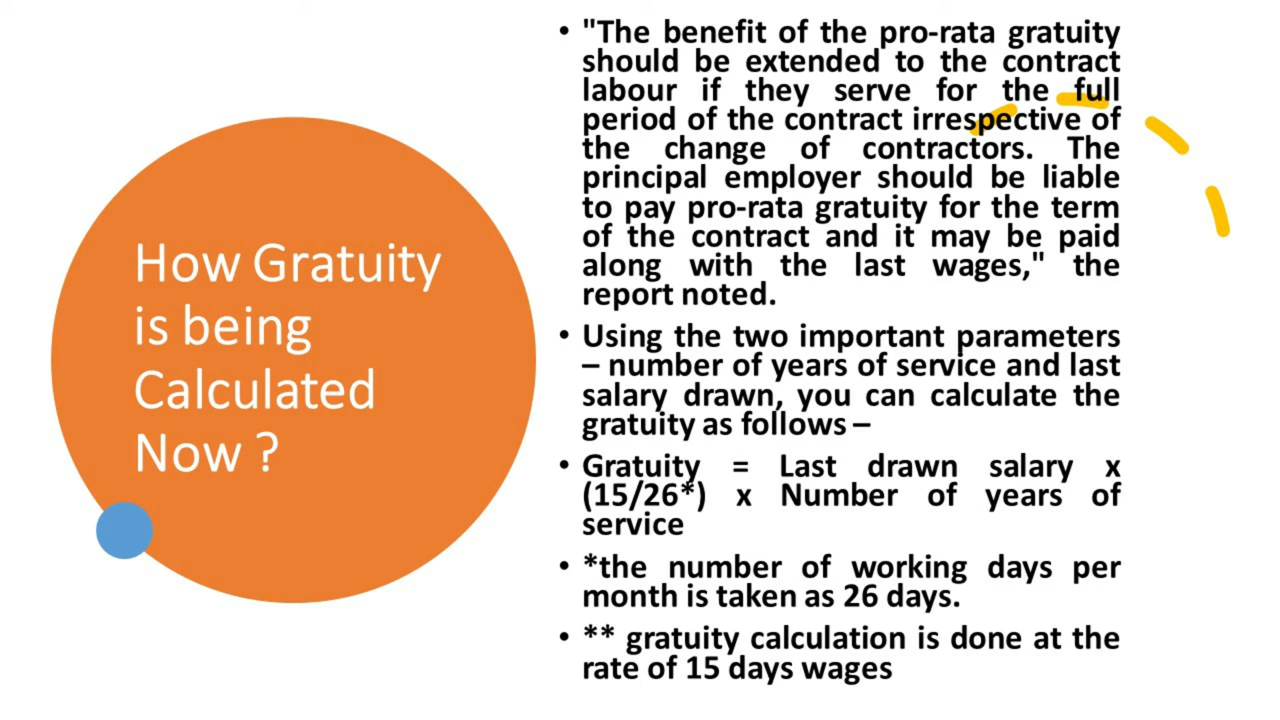 How Gratuity
is being
Calculated
Now ?
• "The benefit of the pro-rata gratuity
should be extended to the contract
labour if they serve for the full
period of the contract irrespective of
the change of contractors. The
principal employer should be liable
to pay pro-rata gratuity for the term
of the contract and it may be paid
along with the last wages," the
report noted.
• Using the two important parameters
– number of years of service and last
salary drawn, you can calculate the
gratuity as follows –
• Gratuity = Last drawn salary x
(15/26*) x Number of years of
service
• *the number of working days per
month is taken as 26 days.
• ** gratuity calculation is done at the
rate of 15 days wages